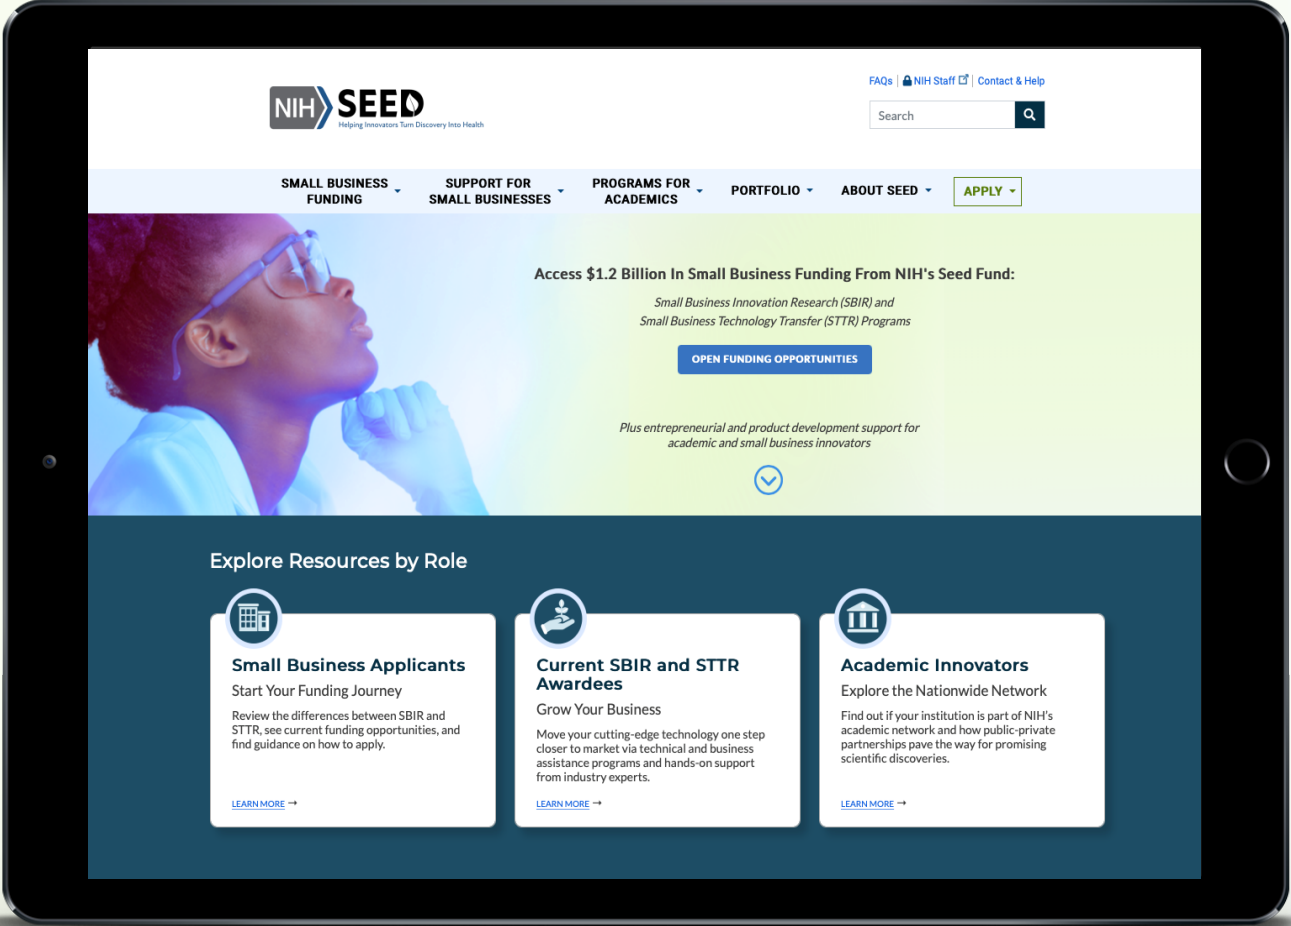 FAQs
NIH Staff
Contact & Help
NIH SEED
Helping Innovators Turn Discovery Into Health
Search
SMALL BUSINESS
FUNDING
SUPPORT FOR
SMALL BUSINESSES
PROGRAMS FOR
ACADEMICS
PORTFOLIO
ABOUT SEED
APPLY
Access $1.2 Billion In Small Business Funding From NIH's Seed Fund:
Small Business Innovation Research (SBIR) and
Small Business Technology Transfer (STTR) Programs
OPEN FUNDING OPPORTUNITIES
Plus entrepreneurial and product development support for
academic and small business innovators
Explore Resources by Role
Small Business Applicants
Start Your Funding Journey
Review the differences between SBIR and
STTR, see current funding opportunities, and
find guidance on how to apply.
LEARN MORE →
Current SBIR and STTR
Awardees
Grow Your Business
Move your cutting-edge technology one step
closer to market via technical and business
assistance programs and hands-on support
from industry experts.
LEARN MORE →
Academic Innovators
Explore the Nationwide Network
Find out if your institution is part of NIH's
academic network and how public-private
partnerships pave the way for promising
scientific discoveries.
LEARN MORE →